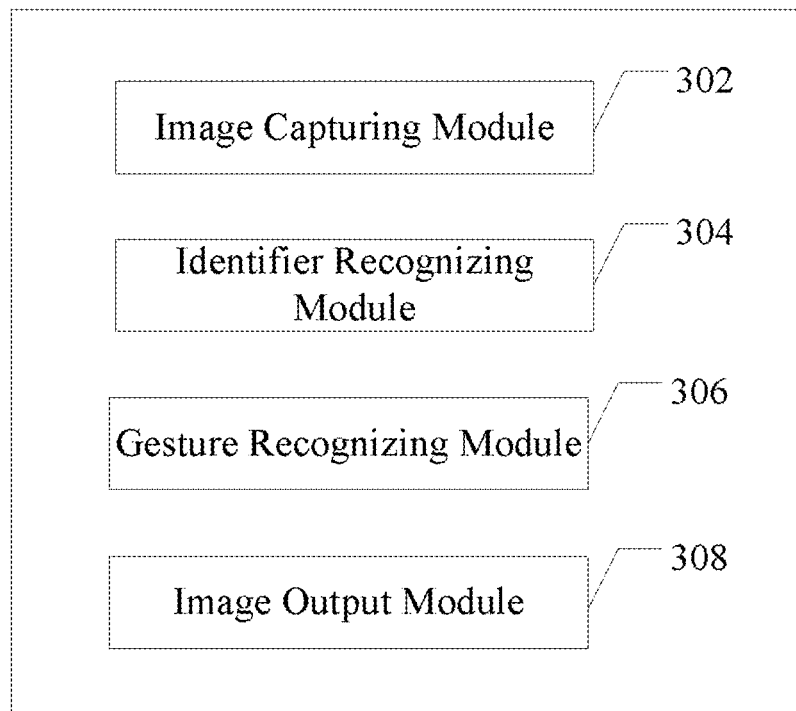 302
Image Capturing Module
304
Identifier Recognizing
Module
306
Gesture Recognizing Module
308
Image Output Module